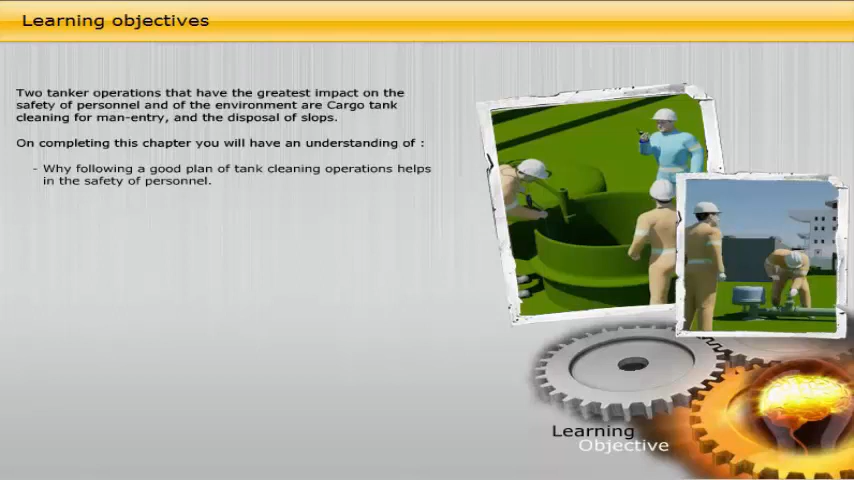 Learning objectives
Two tanker operations that have the greatest impact on the
safety of personnel and of the environment are Cargo tank
cleaning for man-entry, and the disposal of slops.
On completing this chapter you will have an understanding of :
- Why following a good plan of tank cleaning operations helps
in the safety of personnel.
Learning
Objective